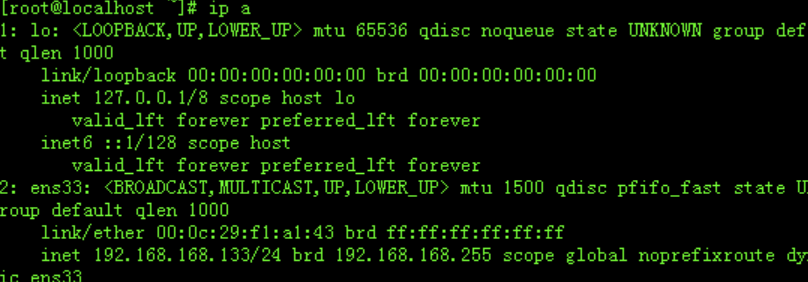 [root@localhost ~]# ip a
1: lo: <LOOPBACK,UP,LOWER_UP> mtu 65536 qdisc noqueue state UNKNOWN group def
t qlen 1000
link/loopback 00:00:00:00:00:00 brd 00:00:00:00:00:00
inet 127.0.0.1/8 scope host lo
valid_lft forever preferred_lft forever
inet6 ::1/128 scope host
valid_lft forever preferred_lft forever
2: ens33: <BROADCAST,MULTICAST,UP,LOWER_UP> mtu 1500 qdisc pfifo_fast state U
roup default qlen 1000
link/ether 00:0c:29:f1:a1:43 brd ff:ff:ff:ff:ff:ff
inet 192.168.168.133/24 brd 192.168.168.255 scope global noprefixroute dy
ic ens33